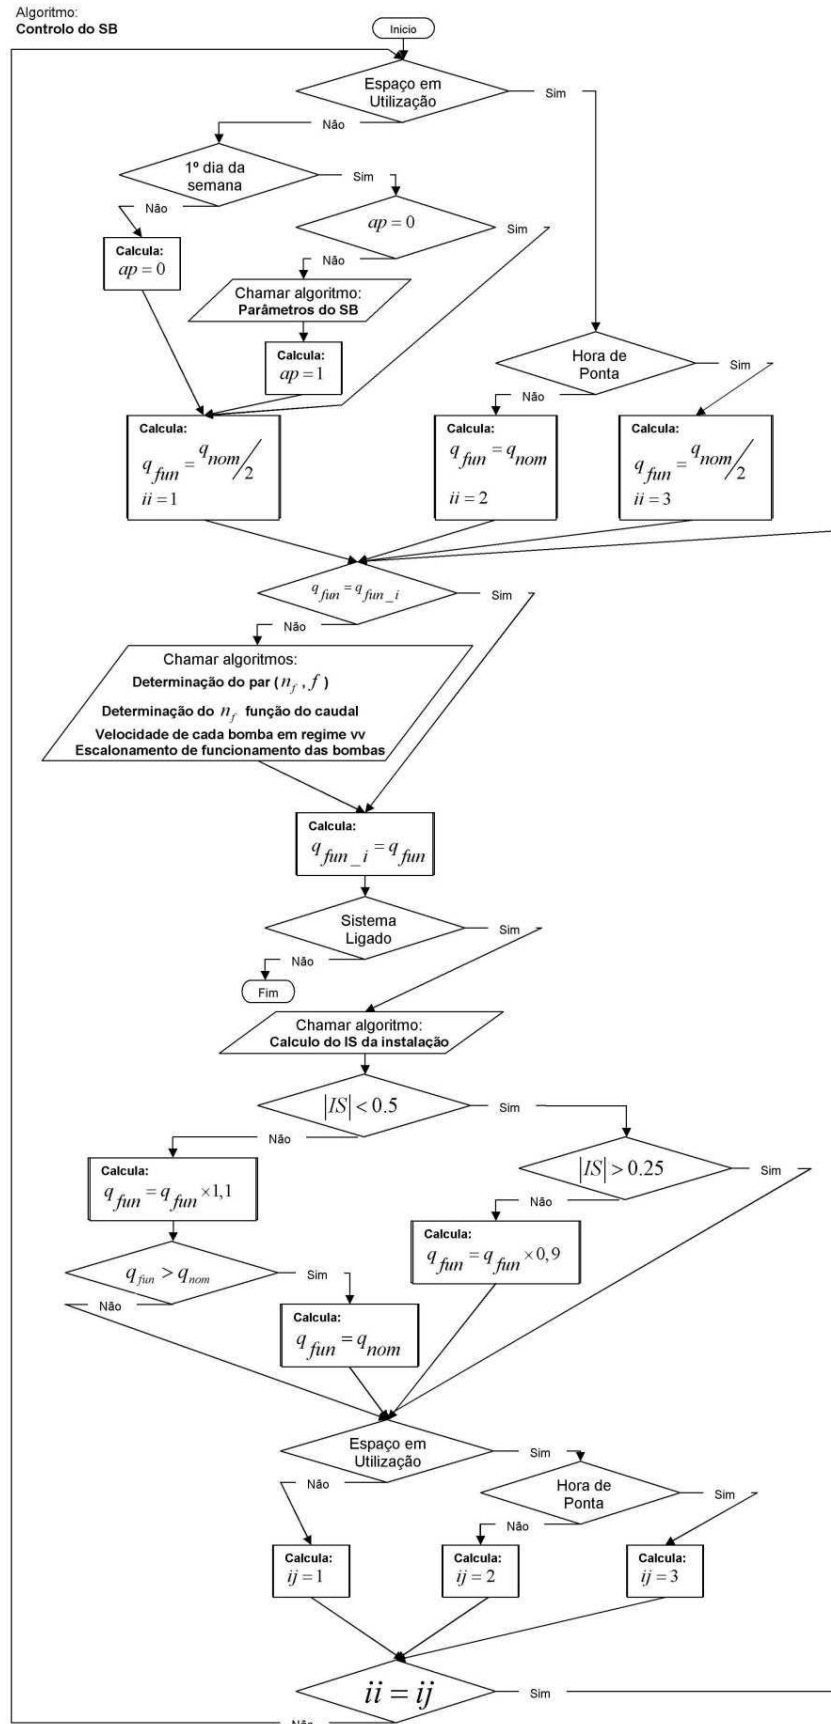 Algoritmo:
Controlo do SB
Inicio
Espaço em
Utilização
Sim
Não
1º dia da
semana
Sim
Não
ap = 0
Sim
Não
Calcula:
ap = 0
Chamar algoritmo:
Parâmetros do SB
Calcula:
ap = 1
Hora de
Ponta
Sim
Não
Calcula:
q_fun = q_nom/2
ii = 1
Calcula:
q_fun = q_nom
ii = 2
Calcula:
q_fun = q_nom/2
ii = 3
q_fun = q_fun_i
Sim
Não
Chamar algoritmos:
Determinação do par (n_f , f )
Determinação do n_f função do caudal
Velocidade de cada bomba em regime vv
Escalonamento de funcionamento das bombas
Calcula:
q_fun_i = q_fun
Sistema
Ligado
Sim
Não
Fim
Chamar algoritmo:
Calculo do IS da instalação
|IS| < 0.5
Sim
Não
Calcula:
q_fun = q_fun ×1,1
|IS| > 0.25
Sim
Não
Calcula:
q_fun = q_fun ×0,9
q_fun > q_nom
Sim
Não
Calcula:
q_fun = q_nom
Espaço em
Utilização
Sim
Não
Hora de
Ponta
Sim
Não
Calcula:
ij = 1
Calcula:
ij = 2
Calcula:
ij = 3
ii = ij
Sim
Não